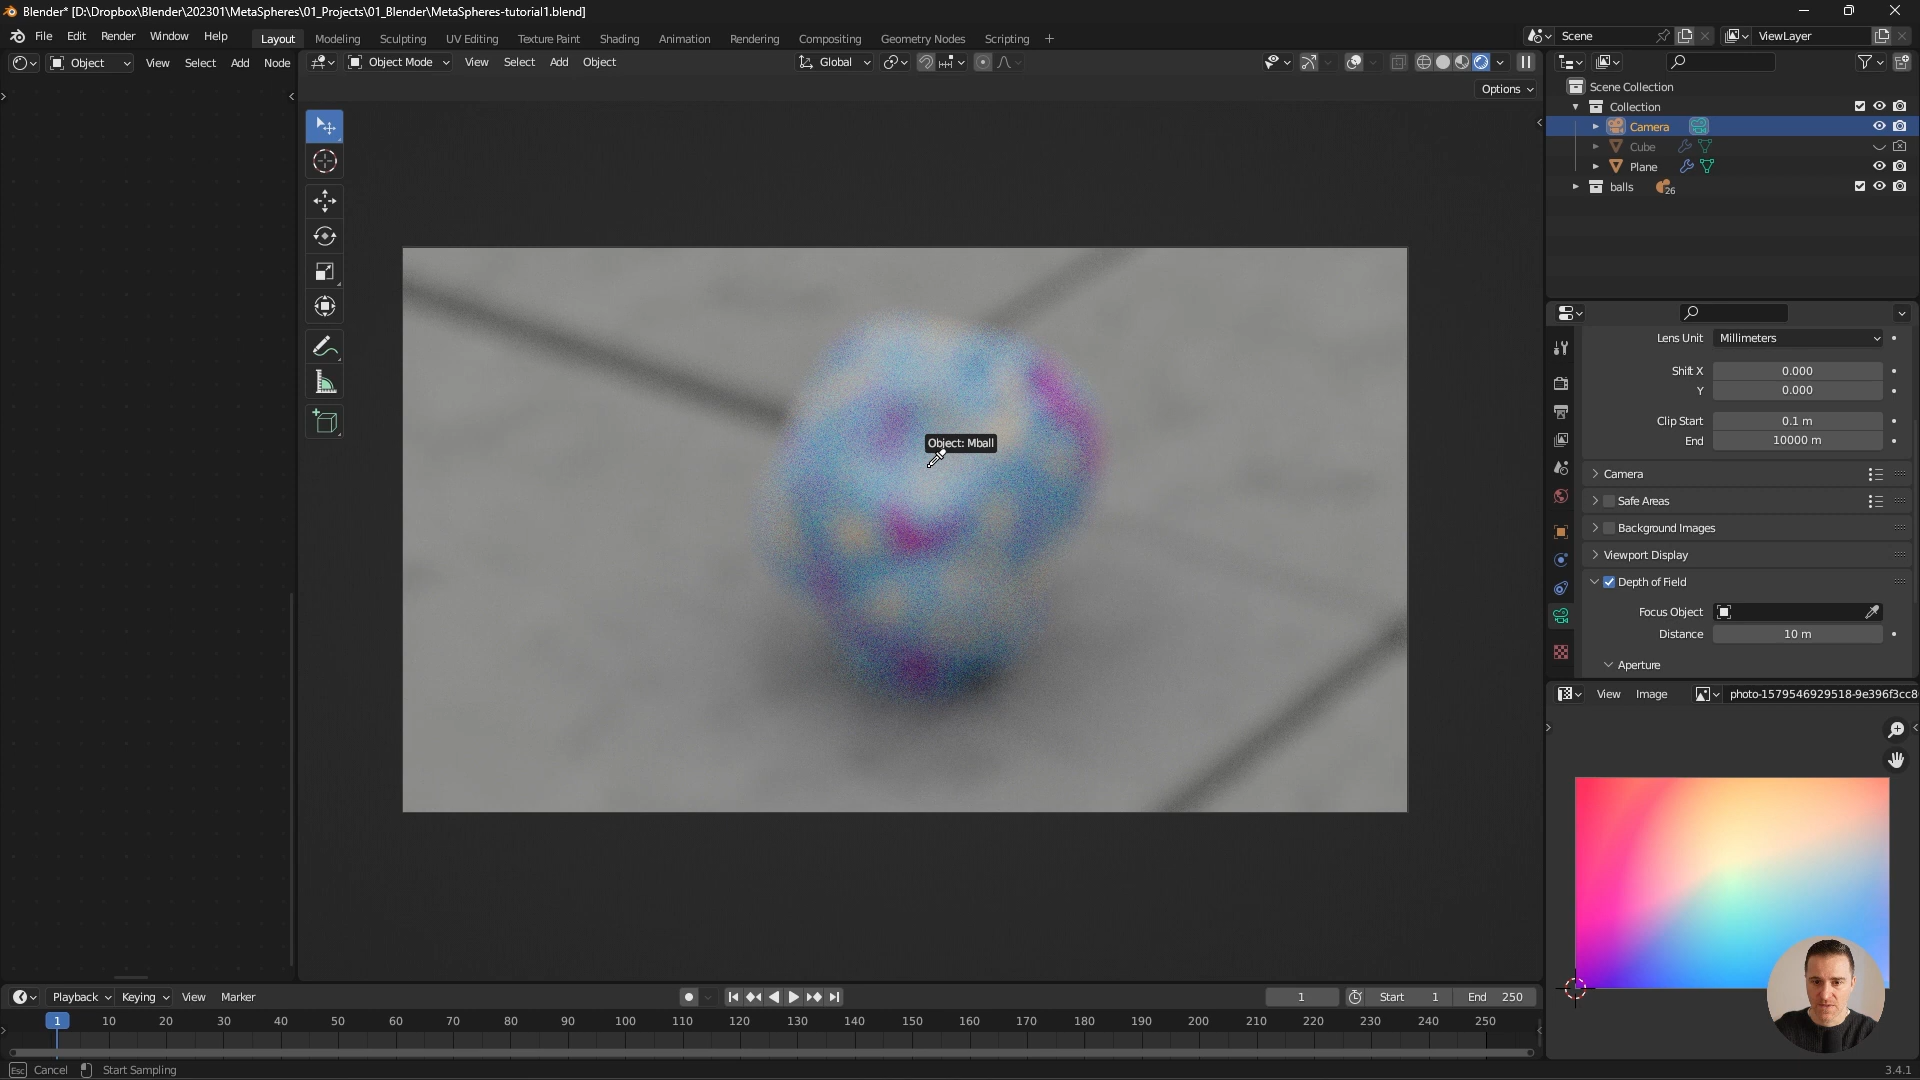 Blender* [D:\Dropbox\Blender\202301\MetaSpheres\01_Projects\01_Blender\MetaSpheres-tutorial1.blend]
File Edit Render Window Help Layout Modeling Sculpting UV Editing Texture Paint Shading Animation Rendering Compositing Geometry Nodes Scripting Scene ViewLayer
Object View Select Add Node Object Mode View Select Add Object Global
Options
Scene Collection
Collection
Camera
Cube
Plane
balls 26
Lens Unit Millimeters
Shift X 0.000
Y 0.000
Clip Start 0.1 m
End 10000 m
Object: Mball
Camera
Safe Areas
Background Images
Viewport Display
Depth of Field
Focus Object
Distance 10 m
Aperture
View Image photo-1579546929518-9e396f3cc8
Playback Keying View Marker 1 Start 1 End 250
1 10 20 30 40 50 60 70 80 90 100 110 120 130 140 150 160 170 180 190 200 210 220 230 240 250
Esc Cancel Start Sampling 3.4.1